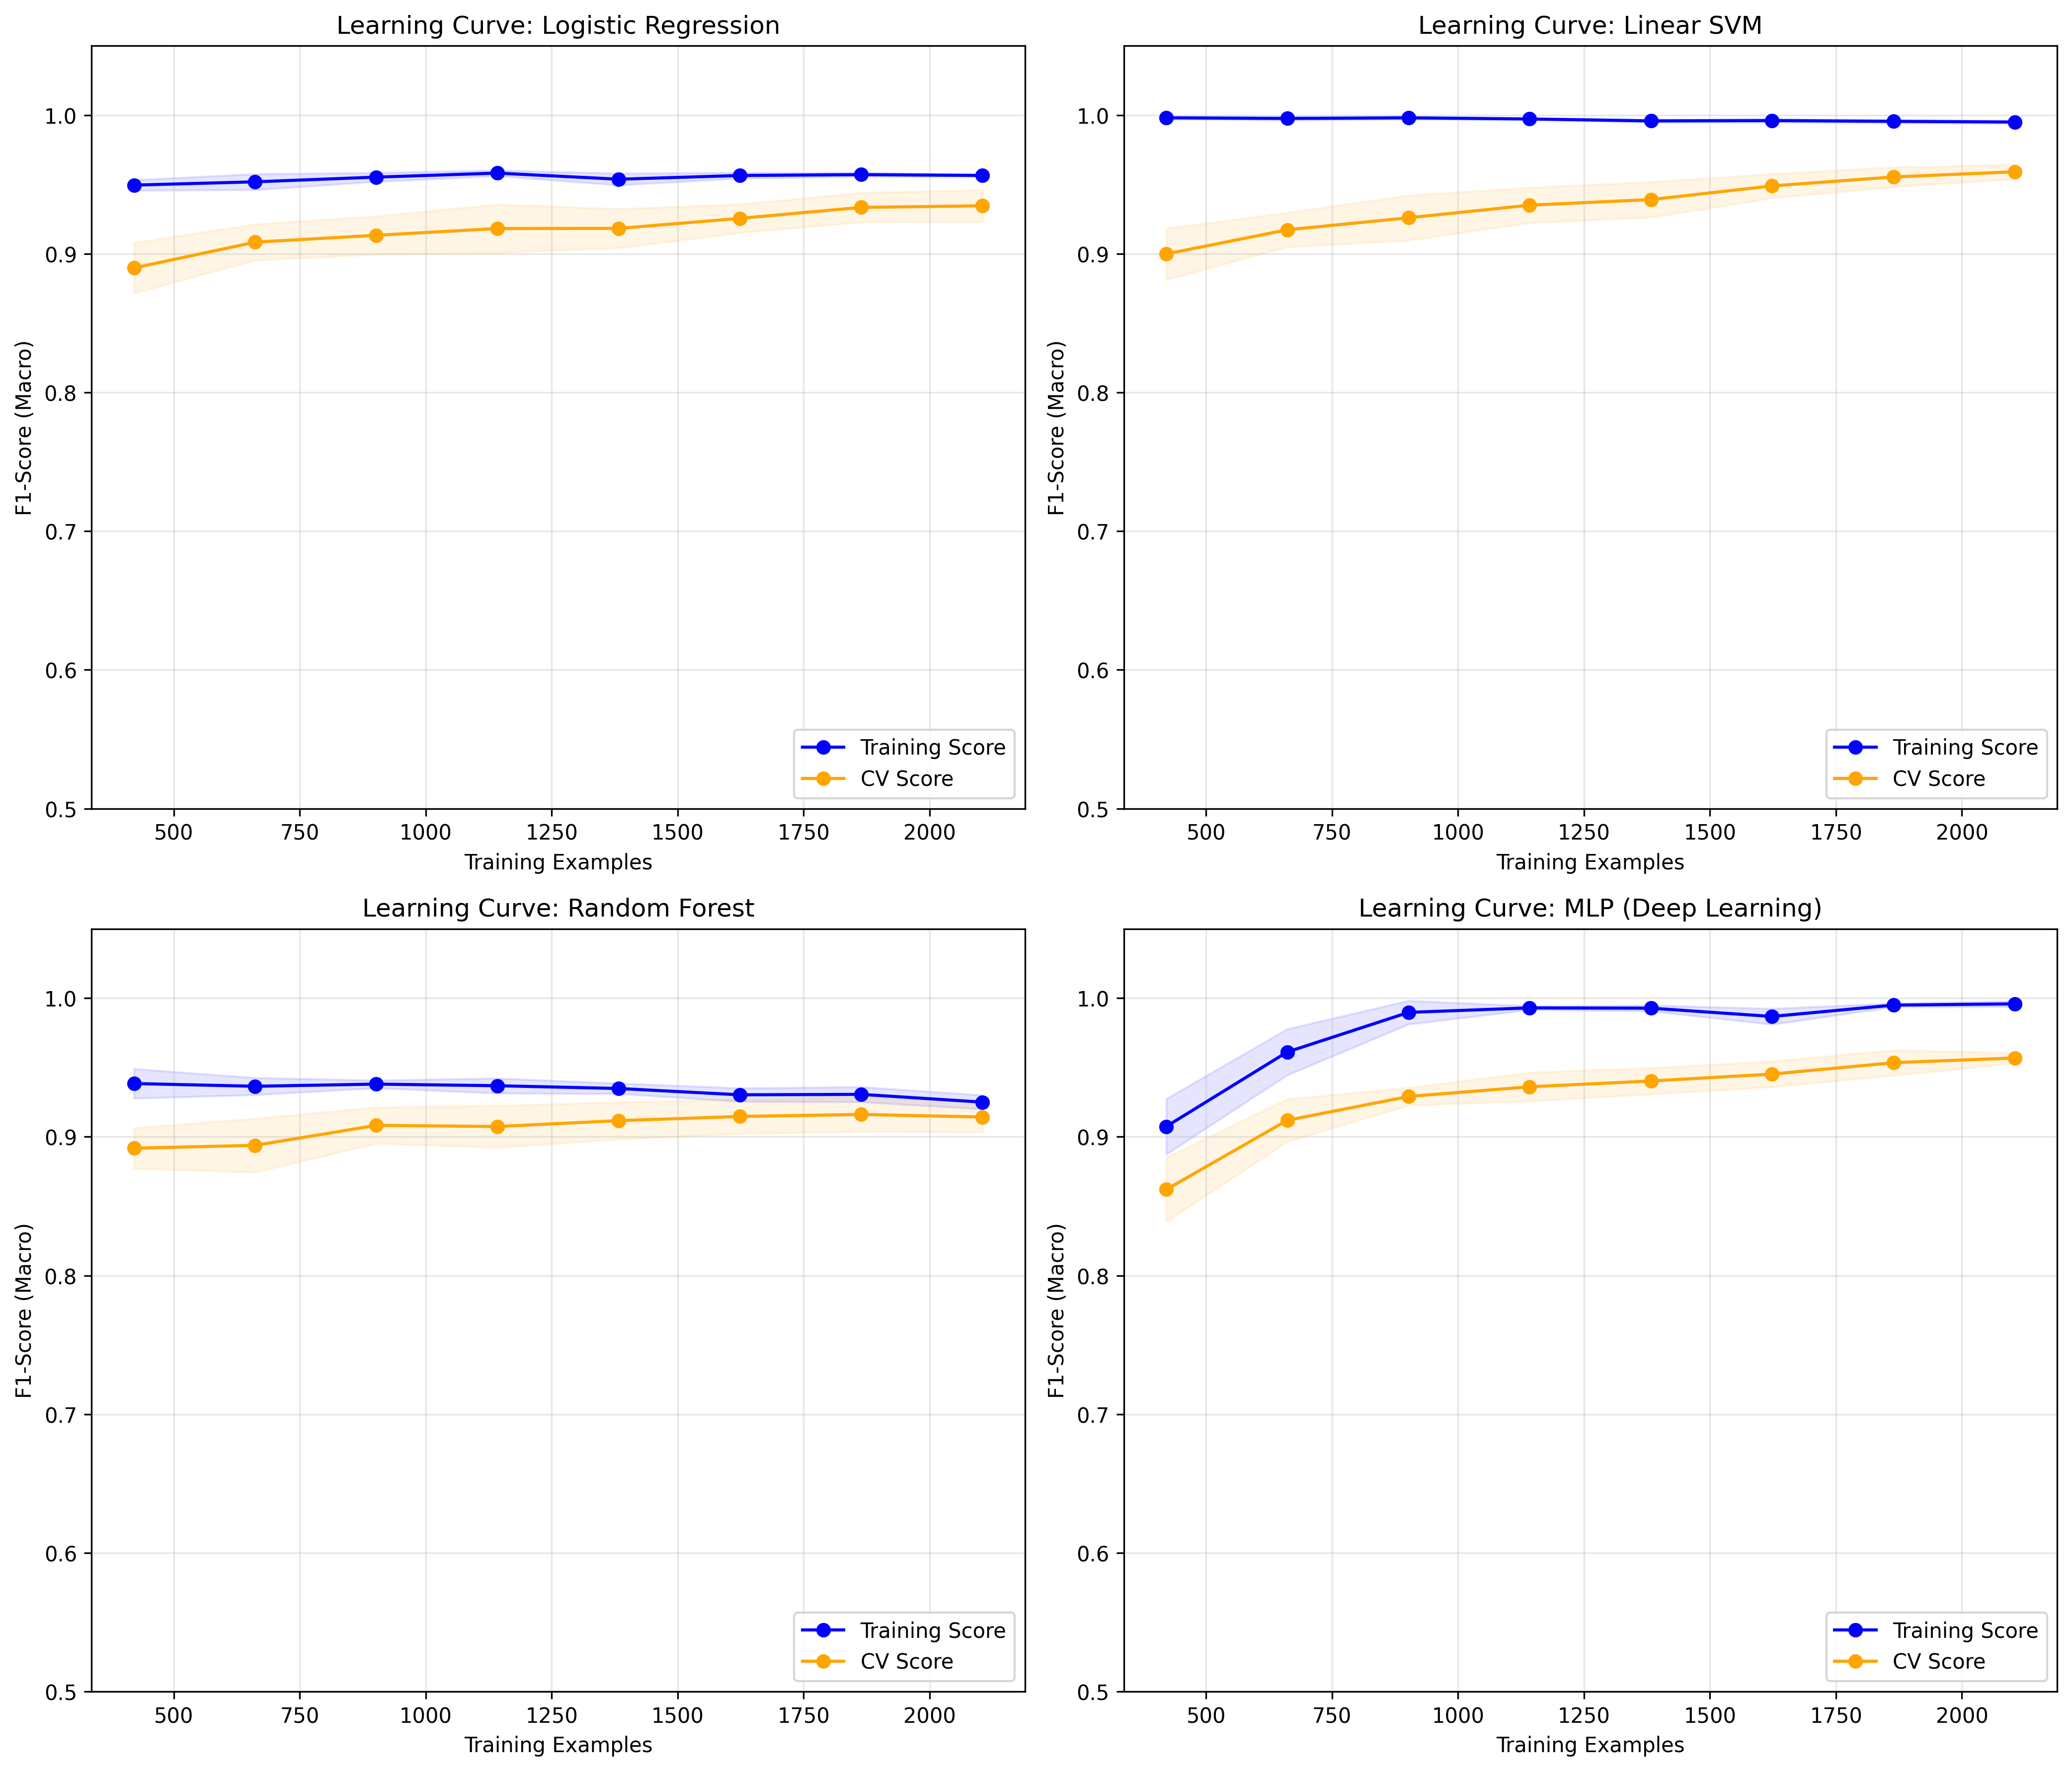 Learning Curve: Logistic Regression
1.0
0.9
0.8
0.7
0.6
0.5
F1-Score (Macro)
500 750 1000 1250 1500 1750 2000
Training Examples
Training Score
CV Score
Learning Curve: Linear SVM
1.0
0.9
0.8
0.7
0.6
0.5
F1-Score (Macro)
500 750 1000 1250 1500 1750 2000
Training Examples
Training Score
CV Score
Learning Curve: Random Forest
1.0
0.9
0.8
0.7
0.6
0.5
F1-Score (Macro)
500 750 1000 1250 1500 1750 2000
Training Examples
Training Score
CV Score
Learning Curve: MLP (Deep Learning)
1.0
0.9
0.8
0.7
0.6
0.5
F1-Score (Macro)
500 750 1000 1250 1500 1750 2000
Training Examples
Training Score
CV Score